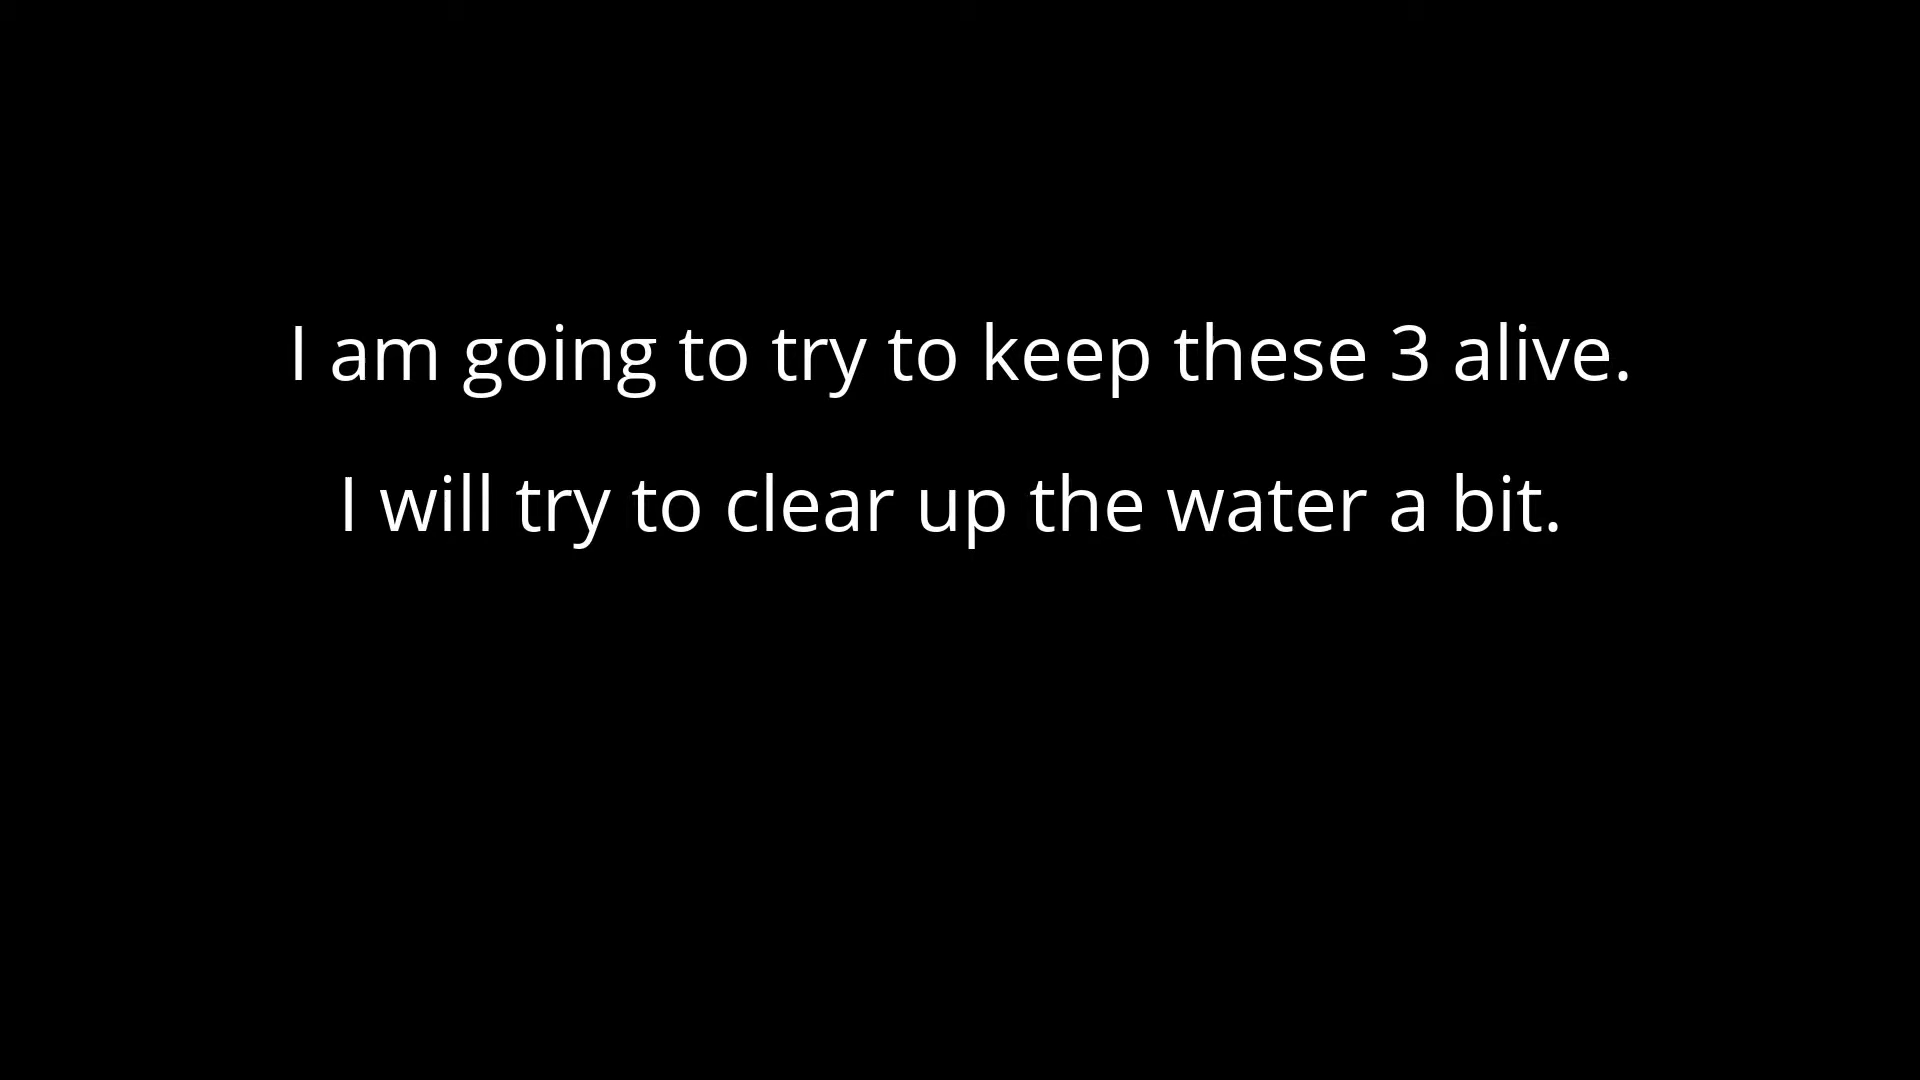 I am going to try to keep these 3 alive.
I will try to clear up the water a bit.